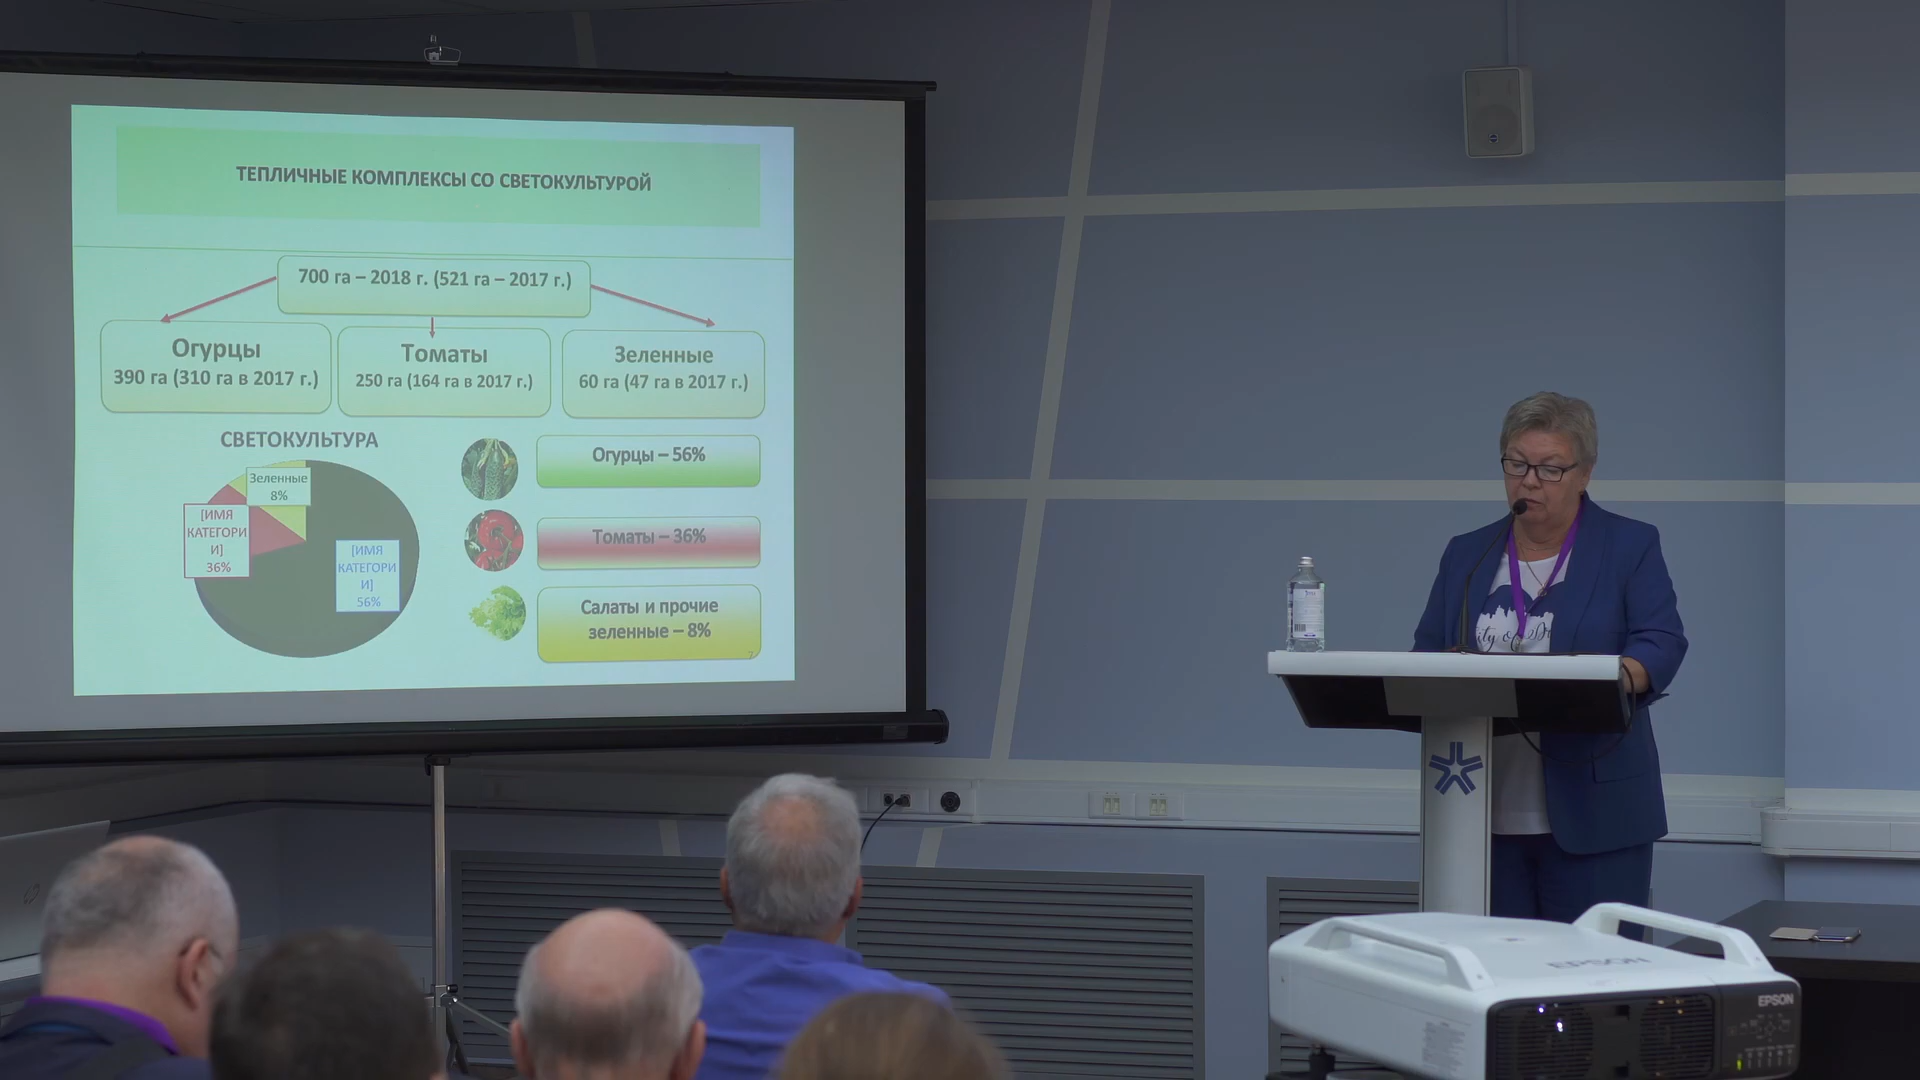 ТЕПЛИЧНЫЕ КОМПЛЕКСЫ СО СВЕТОКУЛЬТУРОЙ
700 га – 2018 г. (521 га – 2017 г.)
Огурцы
390 га (310 га в 2017 г.)
Томаты
250 га (164 га в 2017 г.)
Зеленные
60 га (47 га в 2017 г.)
СВЕТОКУЛЬТУРА
Зеленные
8%
[ИМЯ
КАТЕГОРИ
И]
36%
[ИМЯ
КАТЕГОРИ
И]
56%
Огурцы – 56%
Томаты – 36%
Салаты и прочие
зеленные – 8%
7
EPSON
EPSON